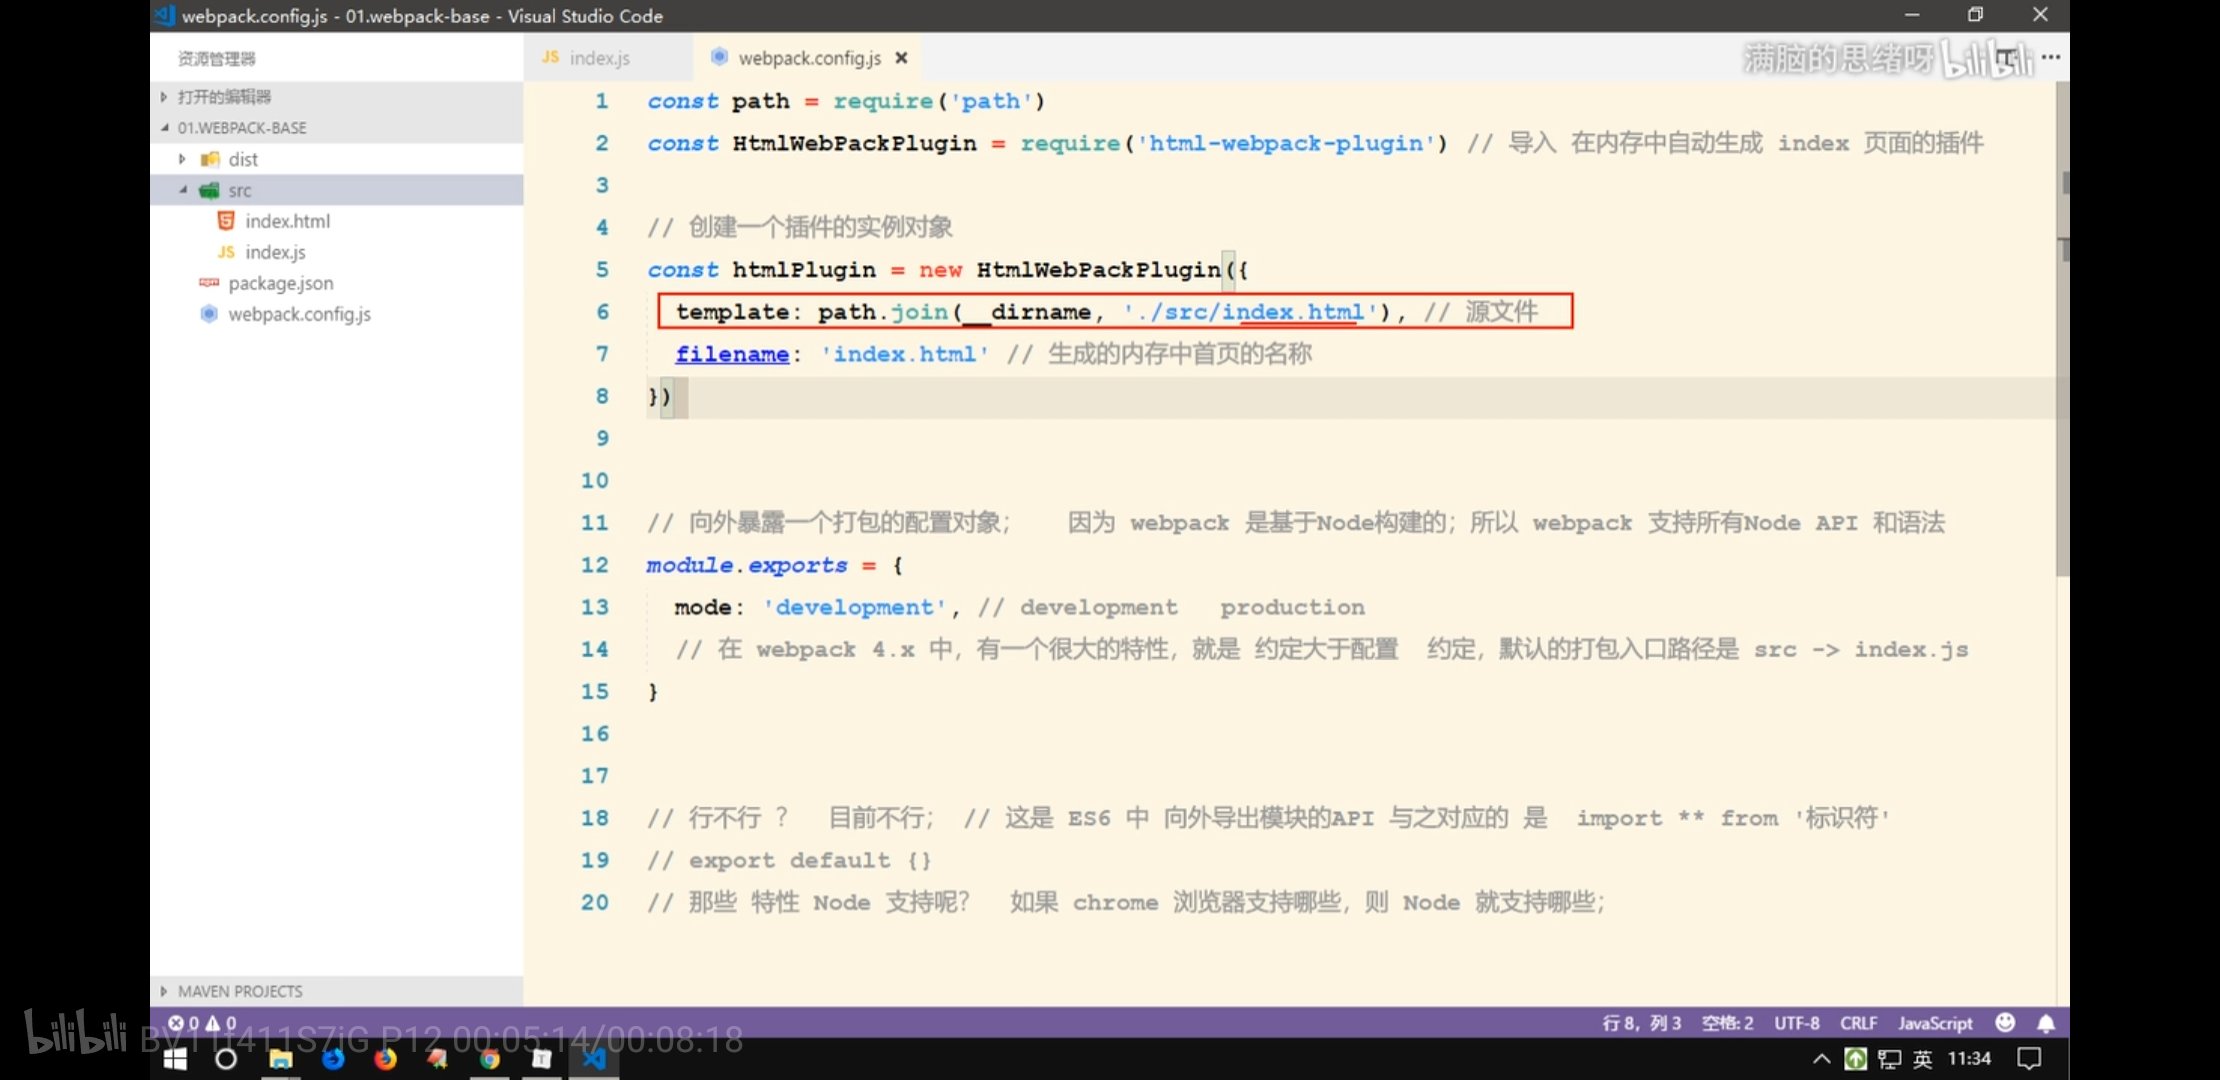 webpack.config.js - 01.webpack-base - Visual Studio Code
资源管理器
JS index.js
webpack.config.js
满脑的思绪呀 bilibili
打开的编辑器
01.WEBPACK-BASE
dist
src
index.html
JS index.js
package.json
webpack.config.js
MAVEN PROJECTS
1 const path = require('path')
2 const HtmlWebPackPlugin = require('html-webpack-plugin') // 导入 在内存中自动生成 index 页面的插件
3
4 // 创建一个插件的实例对象
5 const htmlPlugin = new HtmlWebPackPlugin({
6 template: path.join(__dirname, './src/index.html'), // 源文件
7 filename: 'index.html' // 生成的内存中首页的名称
8 })
9
10
11 // 向外暴露一个打包的配置对象； 因为 webpack 是基于Node构建的；所以 webpack 支持所有Node API 和语法
12 module.exports = {
13 mode: 'development', // development production
14 // 在 webpack 4.x 中，有一个很大的特性，就是 约定大于配置 约定，默认的打包入口路径是 src -> index.js
15 }
16
17
18 // 行不行 ？ 目前不行； // 这是 ES6 中 向外导出模块的API 与之对应的 是 import ** from '标识符'
19 // export default {}
20 // 那些 特性 Node 支持呢？ 如果 chrome 浏览器支持哪些，则 Node 就支持哪些；
0 0
行 8，列 3 空格: 2 UTF-8 CRLF JavaScript
bilibili BV11f411S7iG P12 00:05:14/00:08:18
英 11:34